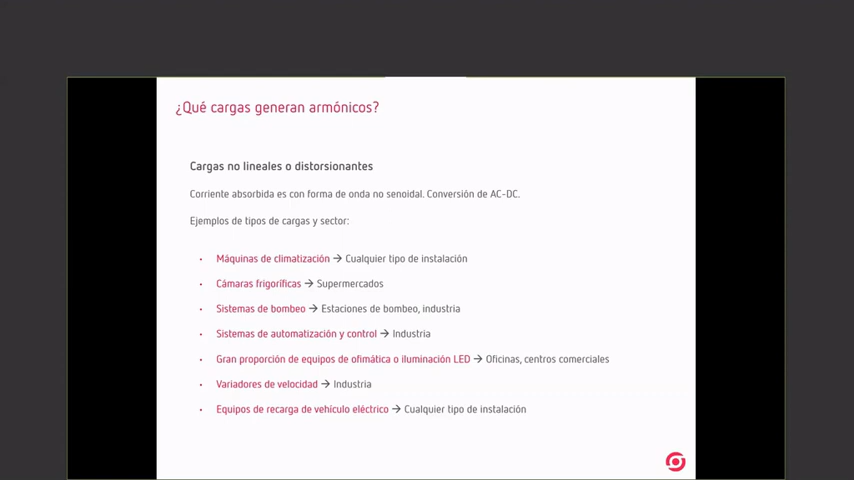 ¿Qué cargas generan armónicos?
Cargas no lineales o distorsionantes
Corriente absorbida es con forma de onda no senoidal. Conversión de AC-DC.
Ejemplos de tipos de cargas y sector:
• Máquinas de climatización → Cualquier tipo de instalación
• Cámaras frigoríficas → Supermercados
• Sistemas de bombeo → Estaciones de bombeo, industria
• Sistemas de automatización y control → Industria
• Gran proporción de equipos de ofimática o iluminación LED → Oficinas, centros comerciales
• Variadores de velocidad → Industria
• Equipos de recarga de vehículo eléctrico → Cualquier tipo de instalación